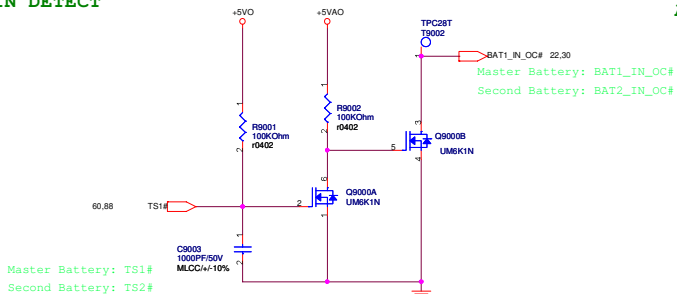 IN DETECT
+5VO
+5VAO
TPC28T
T9002
1
BAT1_IN_OC# 22,30
Master Battery: BAT1_IN_OC#
Second Battery: BAT2_IN_OC#
1
R9001
100KOhm
r0402
2
1
R9002
100KOhm
r0402
2
3
Q9000B
5
UM6K1N
4
6
Q9000A
UM6K1N
2
1
60,88
TS1#
1
C9003
1000PF/50V
MLCC/+/-10%
2
Master Battery: TS1#
Second Battery: TS2#